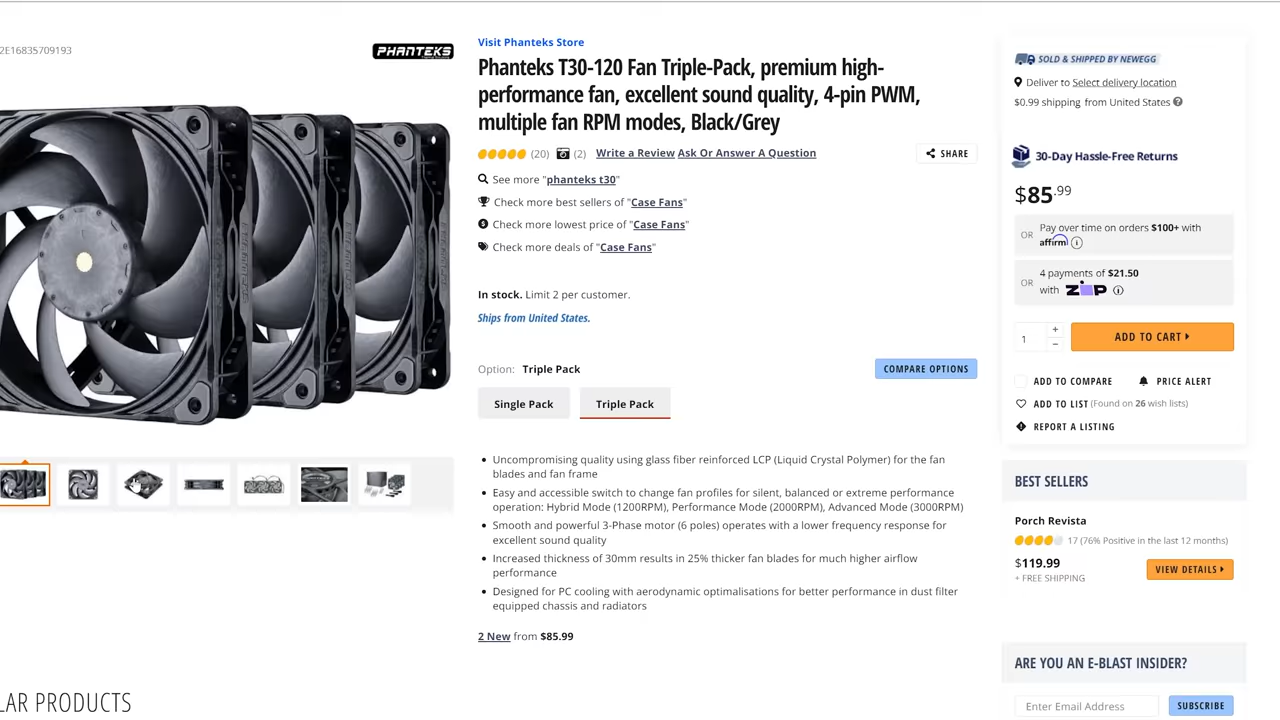 2E16835709193
PHANTEKS
Visit Phanteks Store
Phanteks T30-120 Fan Triple-Pack, premium high-
performance fan, excellent sound quality, 4-pin PWM,
multiple fan RPM modes, Black/Grey
(20) (2) Write a Review Ask Or Answer A Question
SHARE
See more "phanteks t30"
Check more best sellers of "Case Fans"
Check more lowest price of "Case Fans"
Check more deals of "Case Fans"
In stock. Limit 2 per customer.
Ships from United States.
Option: Triple Pack
COMPARE OPTIONS
Single Pack
Triple Pack
• Uncompromising quality using glass fiber reinforced LCP (Liquid Crystal Polymer) for the fan
blades and fan frame
• Easy and accessible switch to change fan profiles for silent, balanced or extreme performance
operation: Hybrid Mode (1200RPM), Performance Mode (2000RPM), Advanced Mode (3000RPM)
• Smooth and powerful 3-Phase motor (6 poles) operates with a lower frequency response for
excellent sound quality
• Increased thickness of 30mm results in 25% thicker fan blades for much higher airflow
performance
• Designed for PC cooling with aerodynamic optimalisations for better performance in dust filter
equipped chassis and radiators
2 New from $85.99
LAR PRODUCTS
SOLD & SHIPPED BY NEWEGG
Deliver to Select delivery location
$0.99 shipping from United States
30-Day Hassle-Free Returns
$85.99
OR Pay over time on orders $100+ with
affirm
OR 4 payments of $21.50
with ZIP
1 + −
ADD TO CART
ADD TO COMPARE
PRICE ALERT
ADD TO LIST (Found on 26 wish lists)
REPORT A LISTING
BEST SELLERS
Porch Revista
17 (76% Positive in the last 12 months)
$119.99
+ FREE SHIPPING
VIEW DETAILS
ARE YOU AN E-BLAST INSIDER?
Enter Email Address
SUBSCRIBE